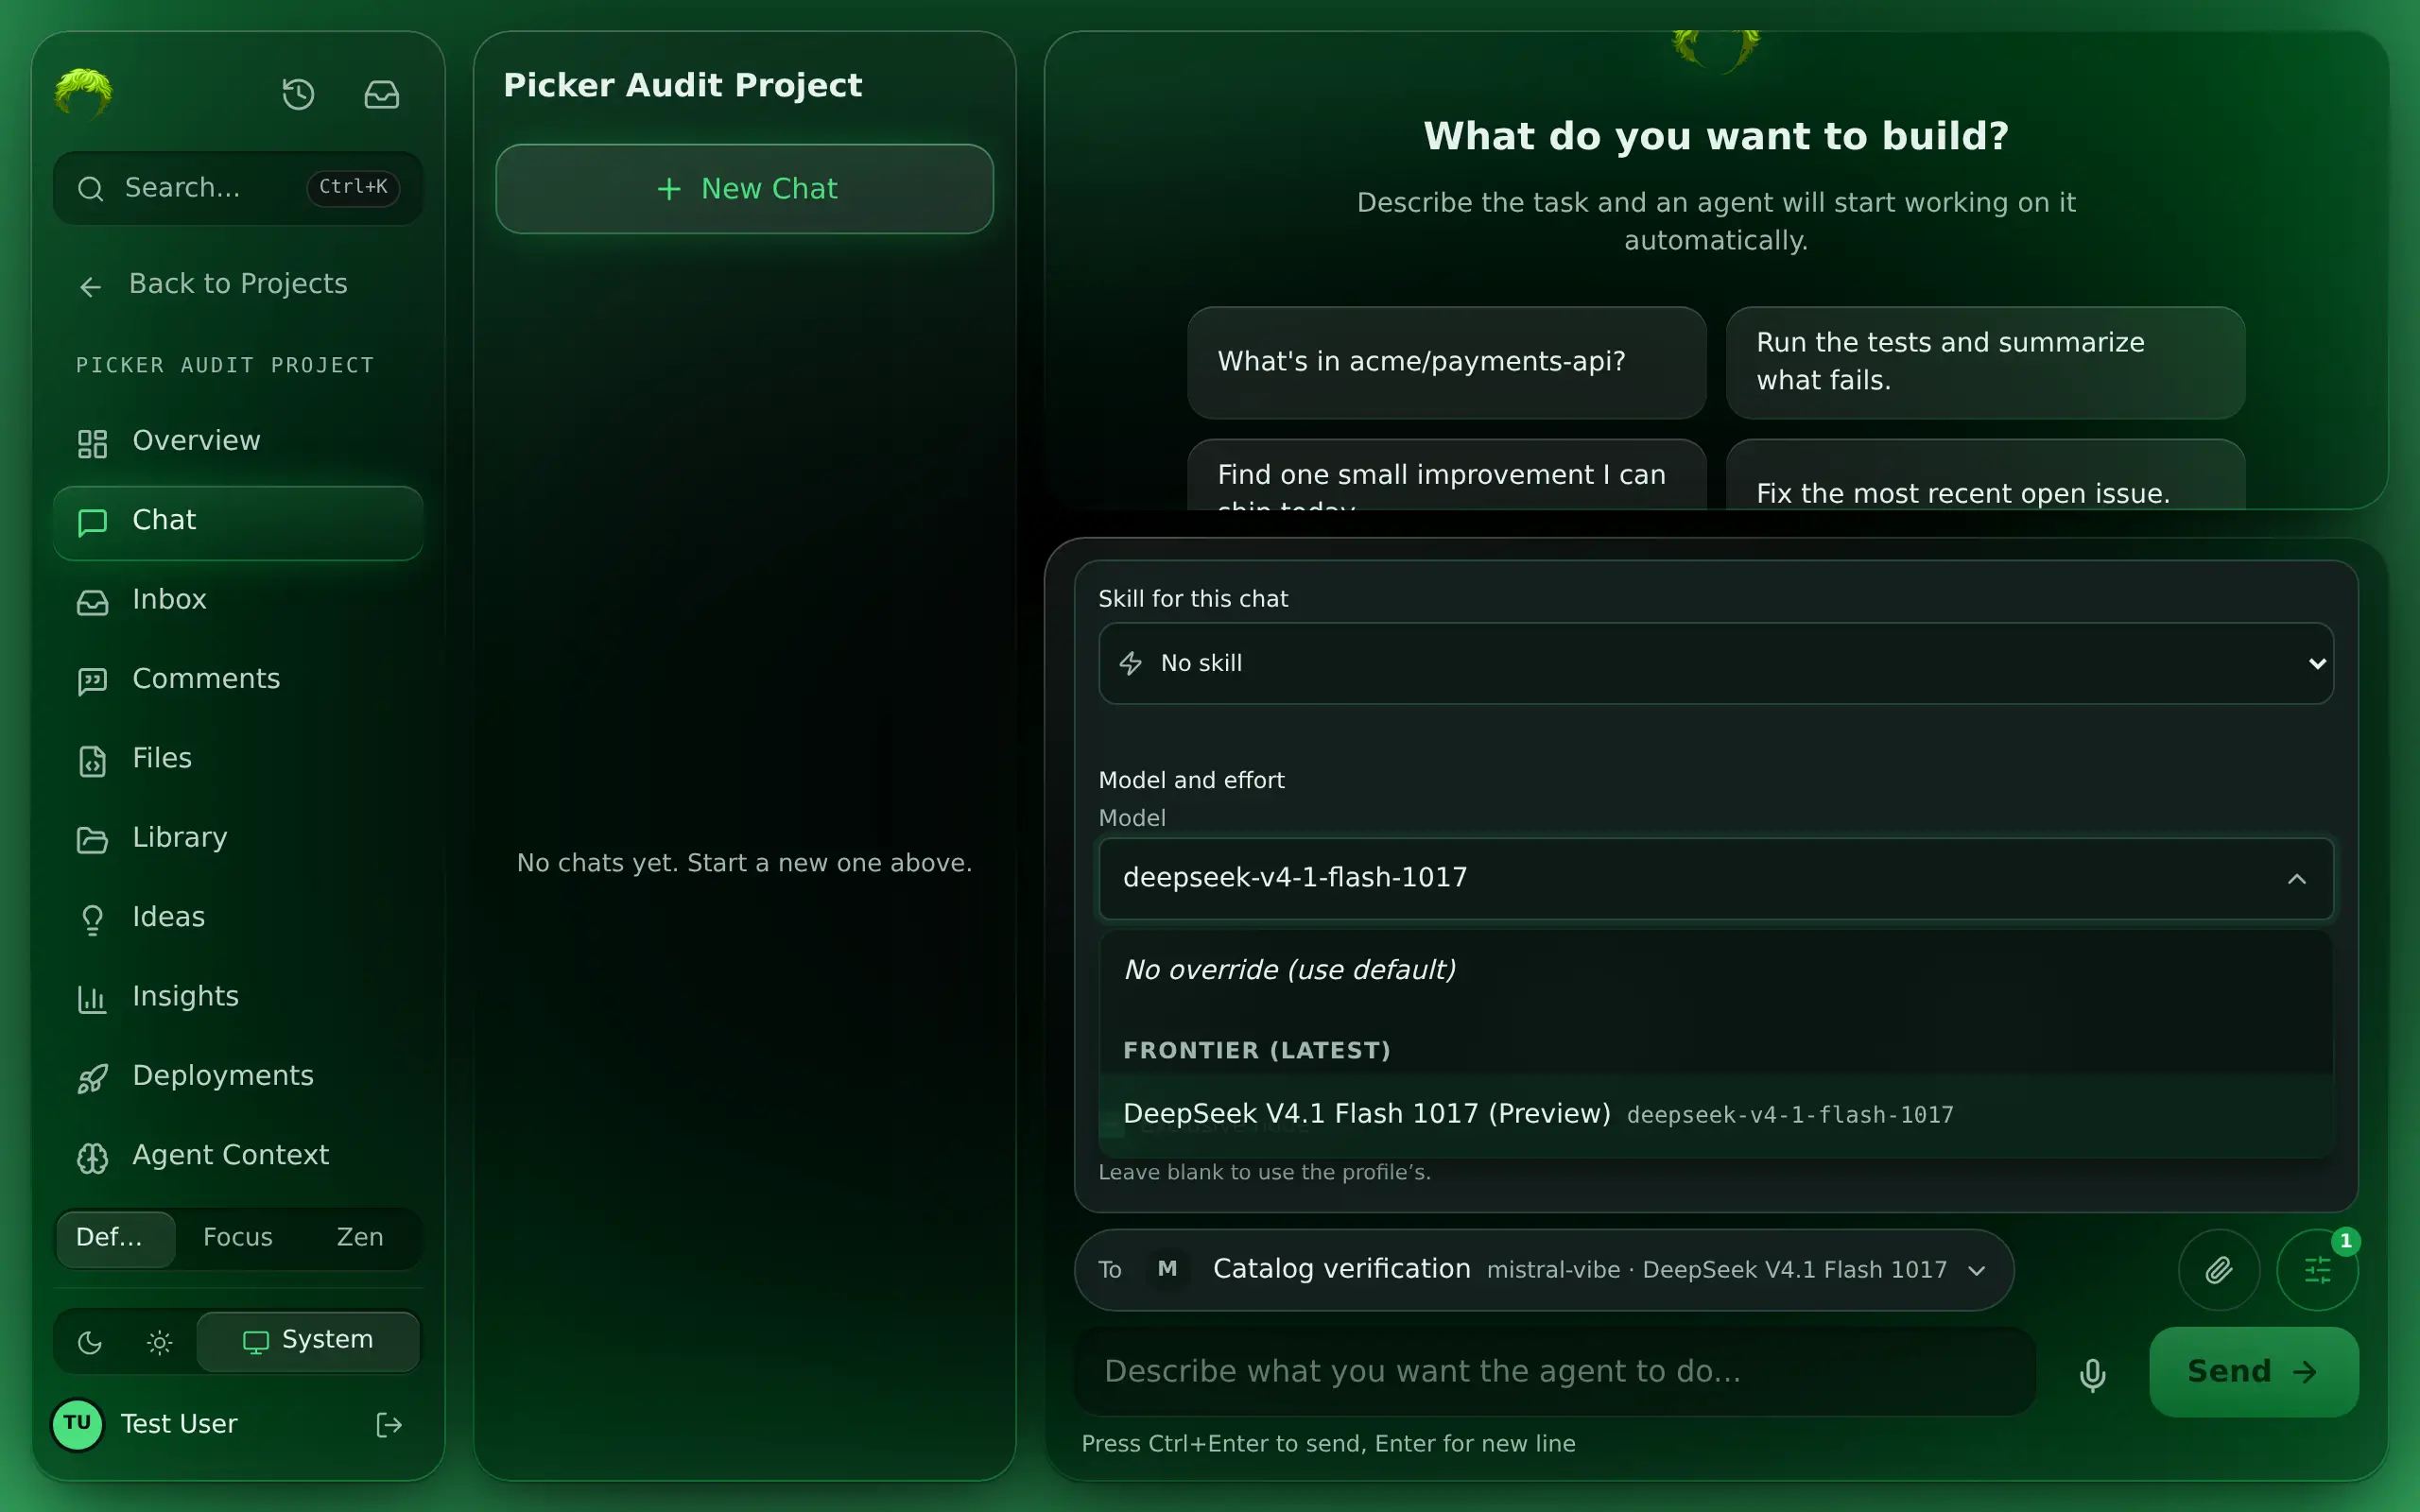 Search...
Ctrl+K
Back to Projects
PICKER AUDIT PROJECT
Overview
Chat
Inbox
Comments
Files
Library
Ideas
Insights
Deployments
Agent Context
Def...
Focus
Zen
System
TU
Test User
Picker Audit Project
New Chat
No chats yet. Start a new one above.
What do you want to build?
Describe the task and an agent will start working on it
automatically.
What's in acme/payments-api?
Run the tests and summarize
what fails.
Find one small improvement I can
ship today.
Fix the most recent open issue.
Skill for this chat
No skill
Model and effort
Model
deepseek-v4-1-flash-1017
No override (use default)
FRONTIER (LATEST)
DeepSeek V4.1 Flash 1017 (Preview) deepseek-v4-1-flash-1017
Leave blank to use the profile’s.
To M Catalog verification mistral-vibe · DeepSeek V4.1 Flash 1017
1
Describe what you want the agent to do...
Send
Press Ctrl+Enter to send, Enter for new line